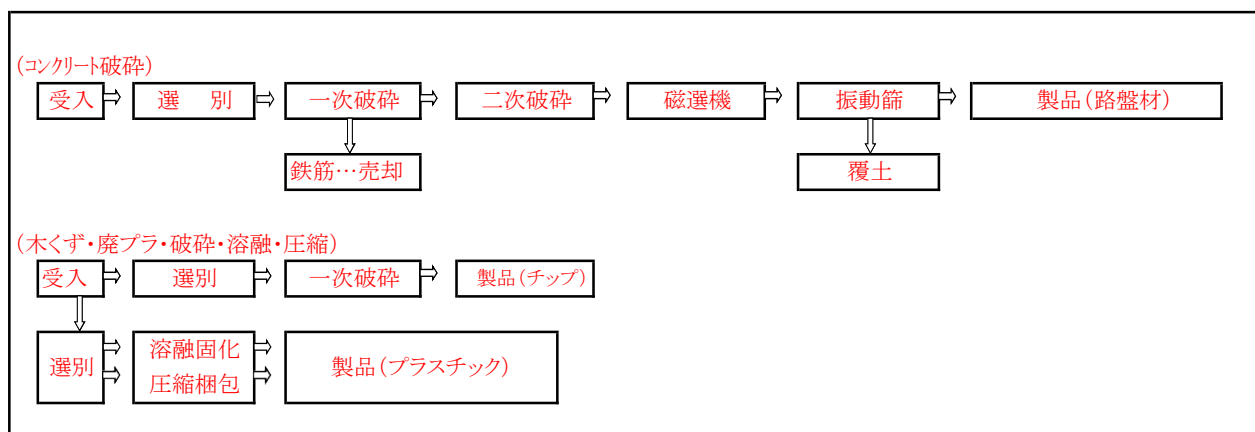 (コンクリート破砕)
受入 選　別 一次破砕 二次破砕 磁選機 振動篩 製品(路盤材)
鉄筋…売却 覆土
(木くず・廃プラ・破砕・溶融・圧縮)
受入 選別 一次破砕 製品(チップ)
選別 溶融固化 製品(プラスチック)
圧縮梱包